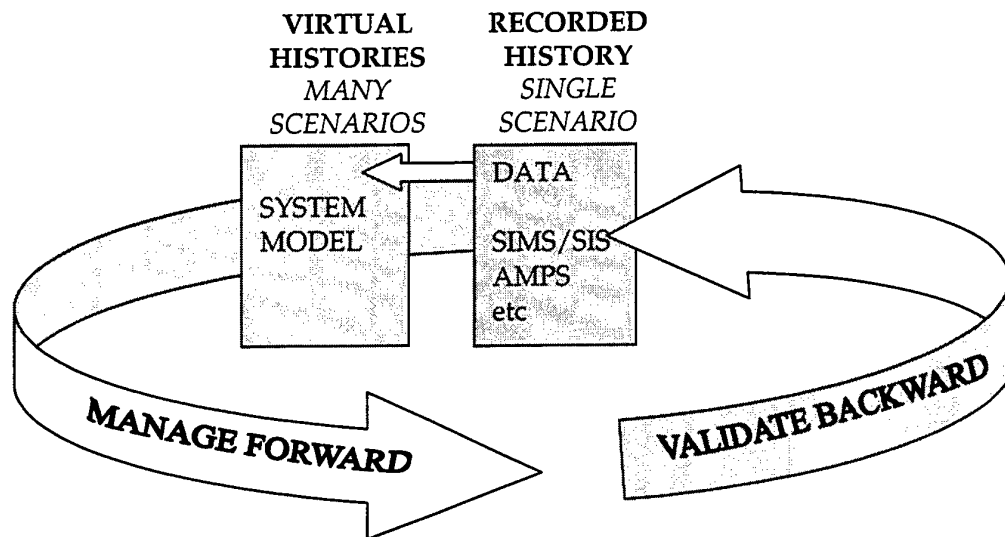 VIRTUAL
HISTORIES
MANY
SCENARIOS
RECORDED
HISTORY
SINGLE
SCENARIO
SYSTEM
MODEL
DATA
SIMS/SIS
AMPS
etc
MANAGE FORWARD
VALIDATE BACKWARD